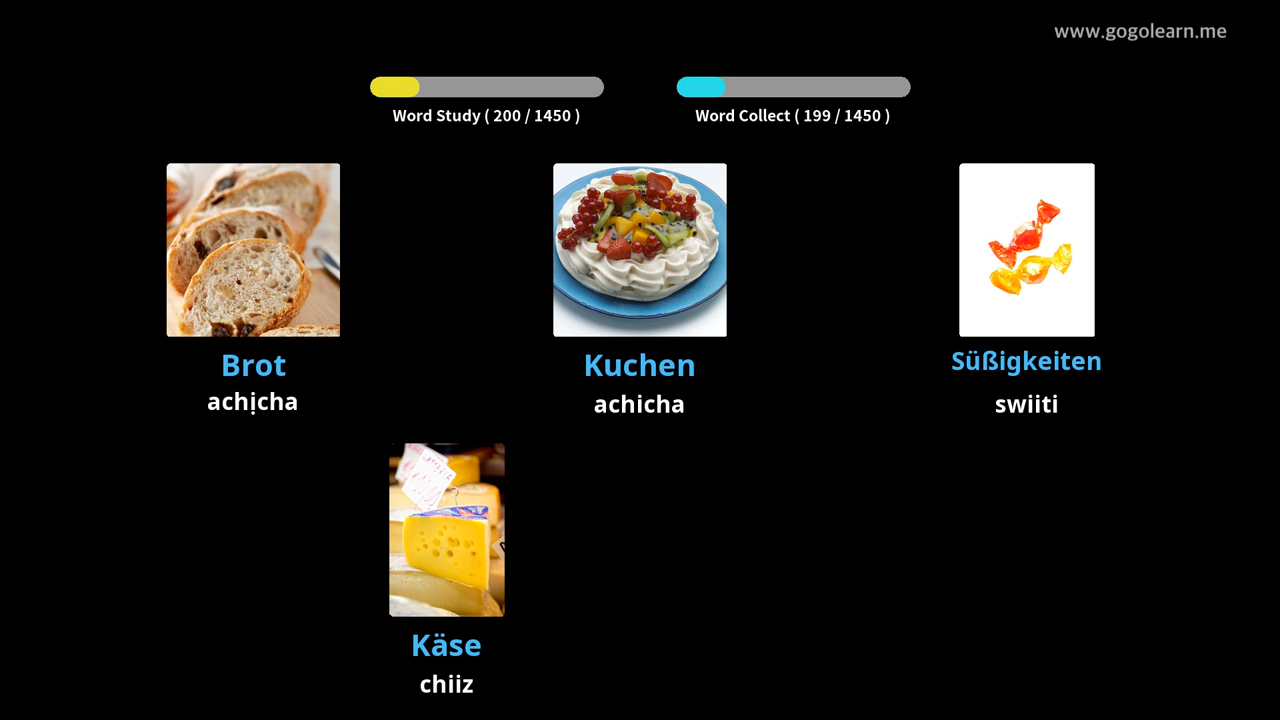 www.gogolearn.me
Word Study ( 200 / 1450 )
Word Collect ( 199 / 1450 )
Brot
achịcha
Kuchen
achicha
Süßigkeiten
swiiti
Käse
chiiz